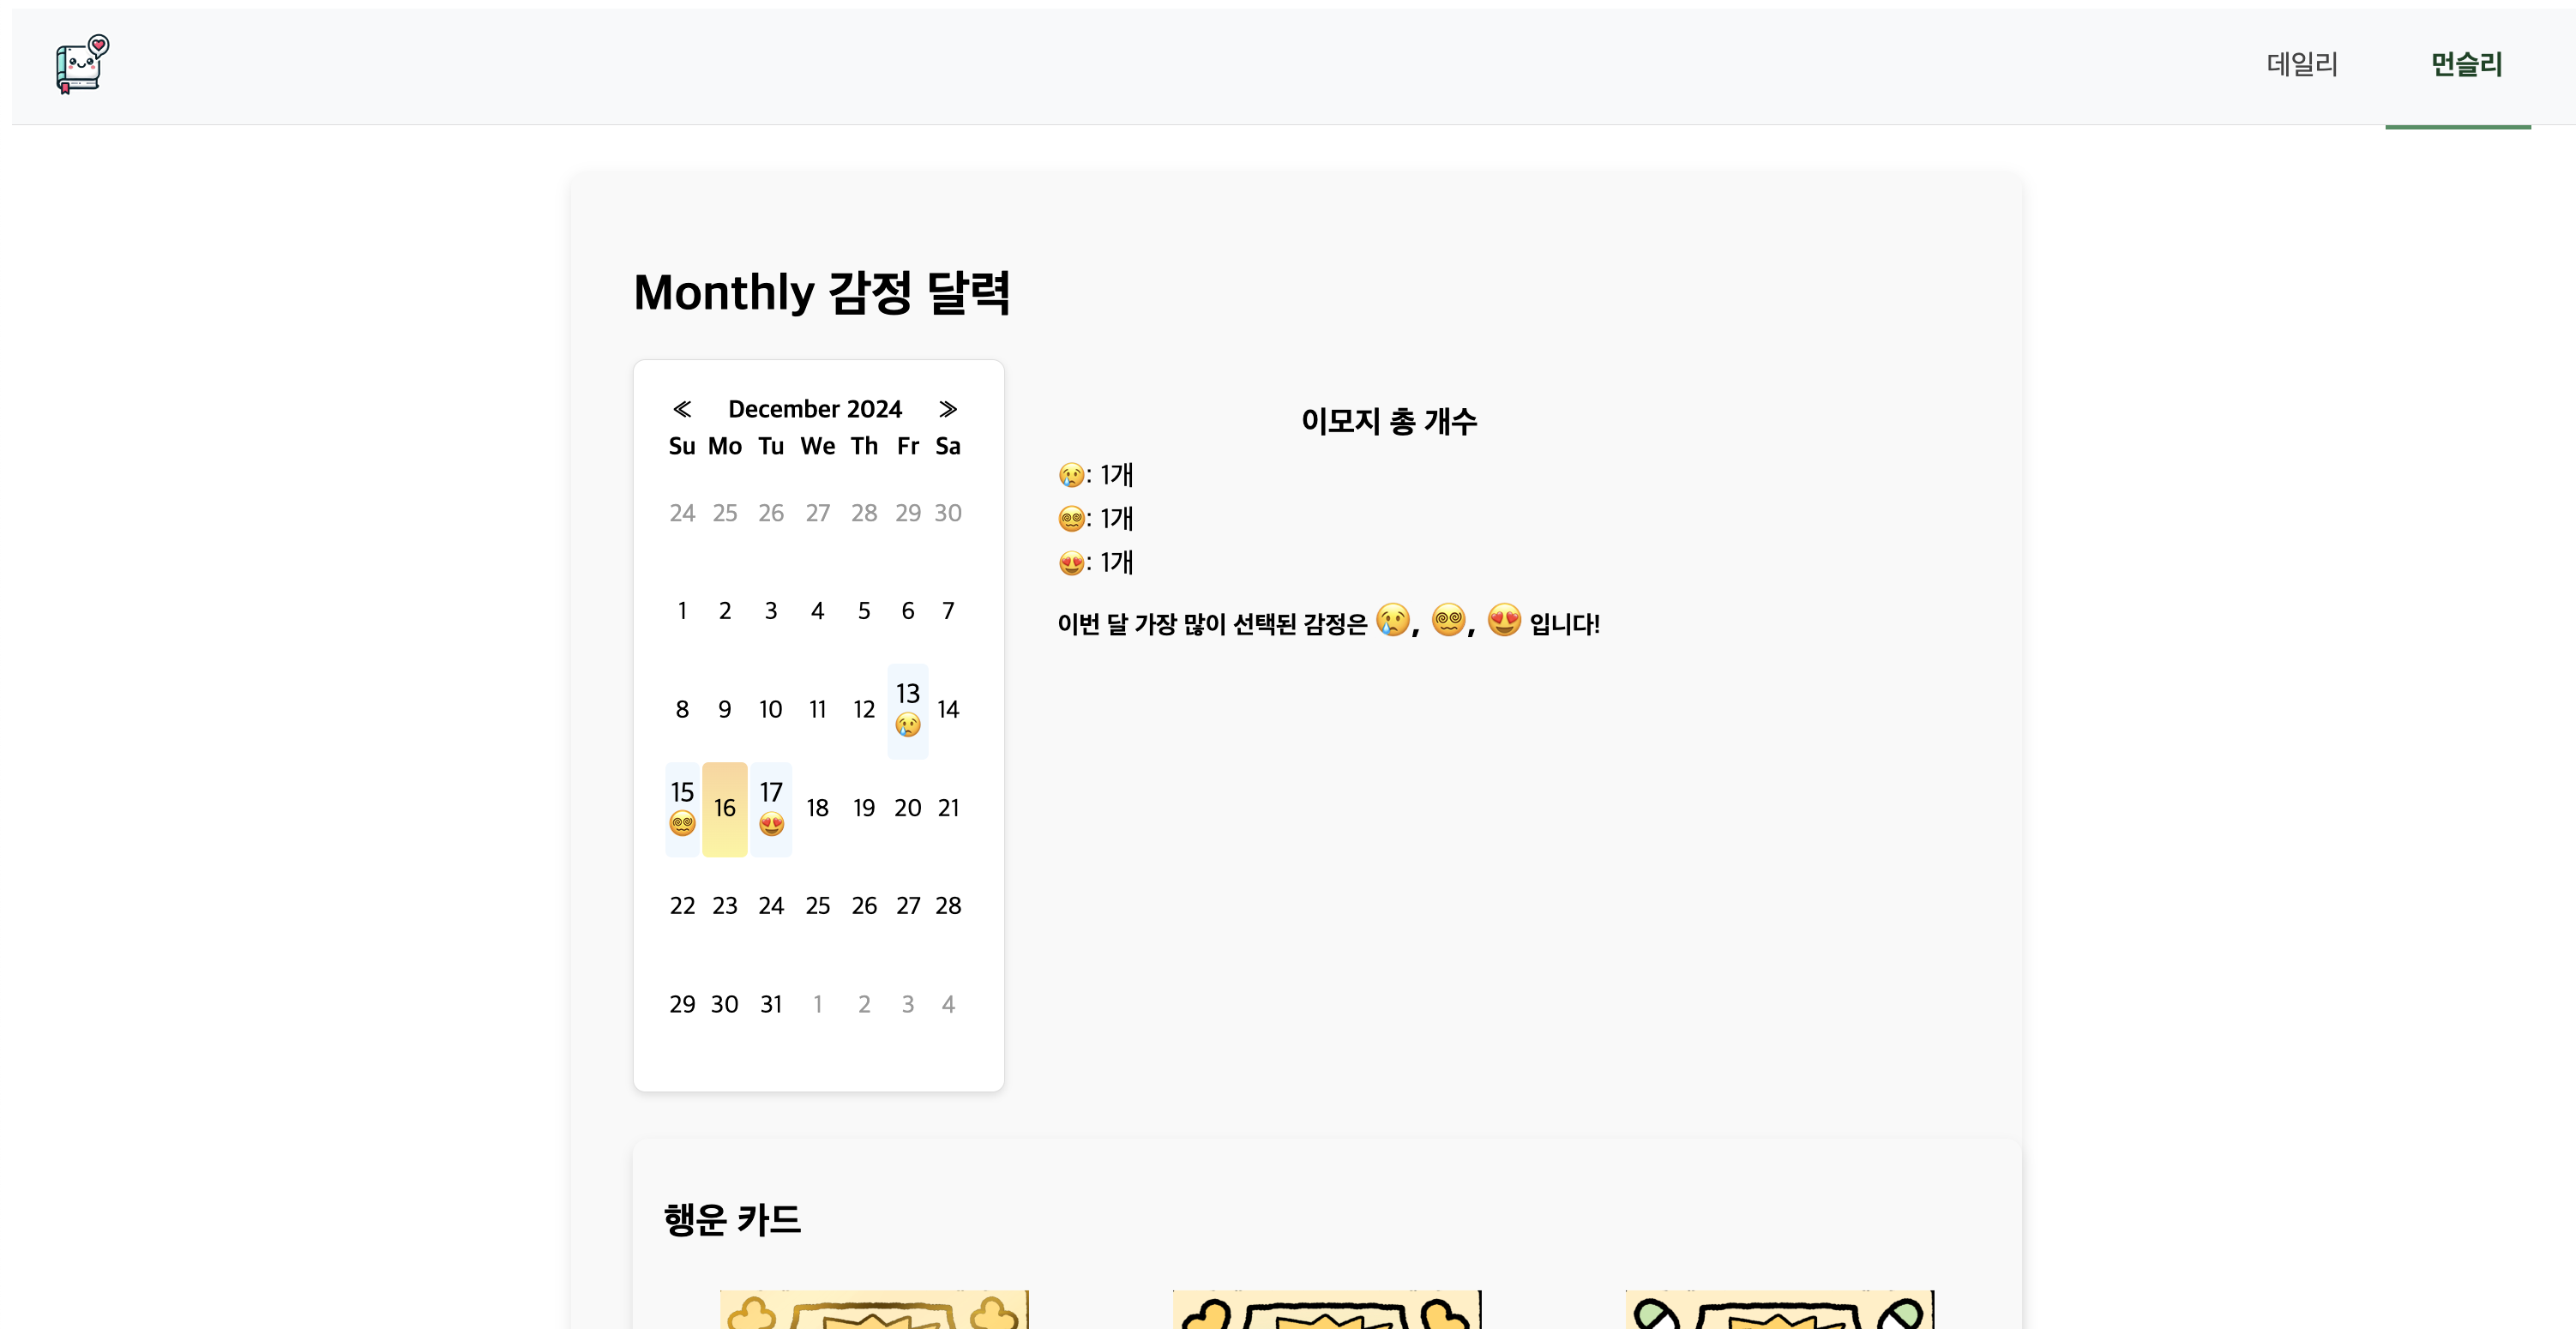 데일리 먼슬리
Monthly 감정 달력
≪ December 2024 ≫
Su Mo Tu We Th Fr Sa
24 25 26 27 28 29 30
1 2 3 4 5 6 7
8 9 10 11 12 13 😢 14
15 😵‍💫 16 17 😍 18 19 20 21
22 23 24 25 26 27 28
29 30 31 1 2 3 4
이모지 총 개수
😢: 1개
😵‍💫: 1개
😍: 1개
이번 달 가장 많이 선택된 감정은 😢, 😵‍💫, 😍 입니다!
행운 카드